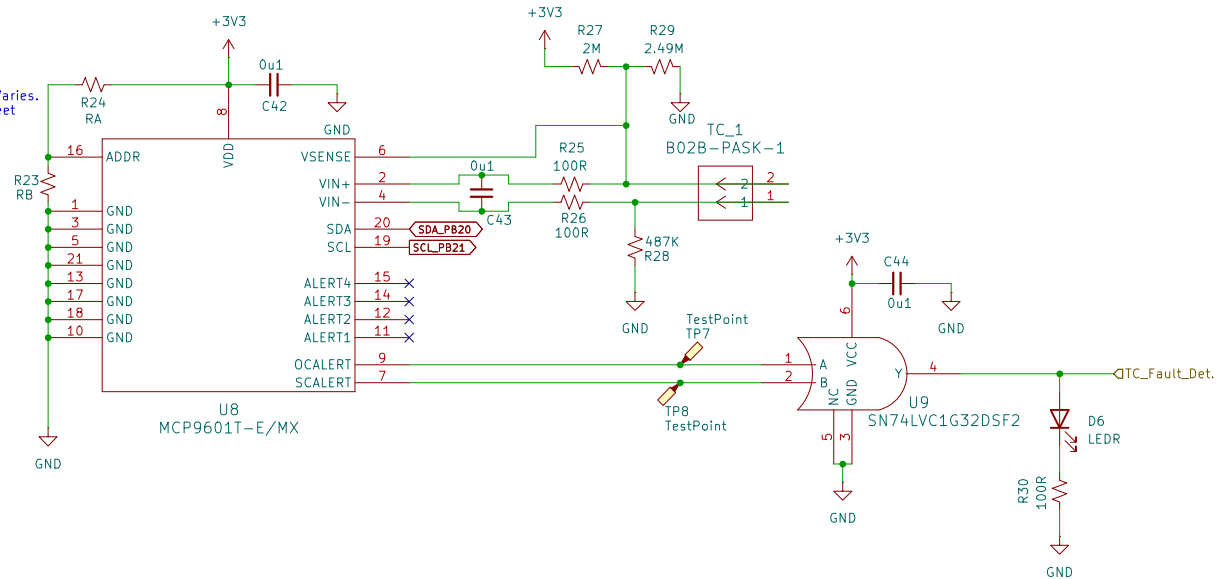 +3V3
R24
RA
0u1
C42
GND
8
VDD
eet
R23
RB
16
ADDR
1
GND
3
GND
5
GND
21
GND
13
GND
17
GND
18
GND
10
GND
GND
VSENSE
6
VIN+
2
VIN-
4
SDA
20
SDA_PB20
SCL
19
SCL_PB21
ALERT4
15
ALERT3
14
ALERT2
12
ALERT1
11
OCALERT
9
SCALERT
7
U8
MCP9601T-E/MX
+3V3
R27
2M
R29
2.49M
GND
0u1
C43
R25
100R
R26
100R
TC_1
B02B-PASK-1
2
2
1
1
487K
R28
GND
TestPoint
TP7
TP8
TestPoint
+3V3
C44
0u1
GND
6
VCC
1
A
2
B
Y
4
NC
GND
5
3
U9
SN74LVC1G32DSF2
GND
TC_Fault_Det.
D6
LEDR
R30
100R
GND